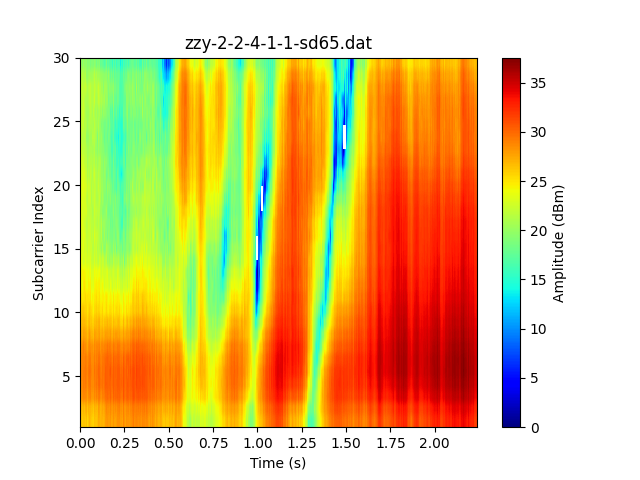 zzy-2-2-4-1-1-sd65.dat
30
25
20
15
10
5
Subcarrier Index
0.00 0.25 0.50 0.75 1.00 1.25 1.50 1.75 2.00
Time (s)
35
30
25
20
15
10
5
0
Amplitude (dBm)